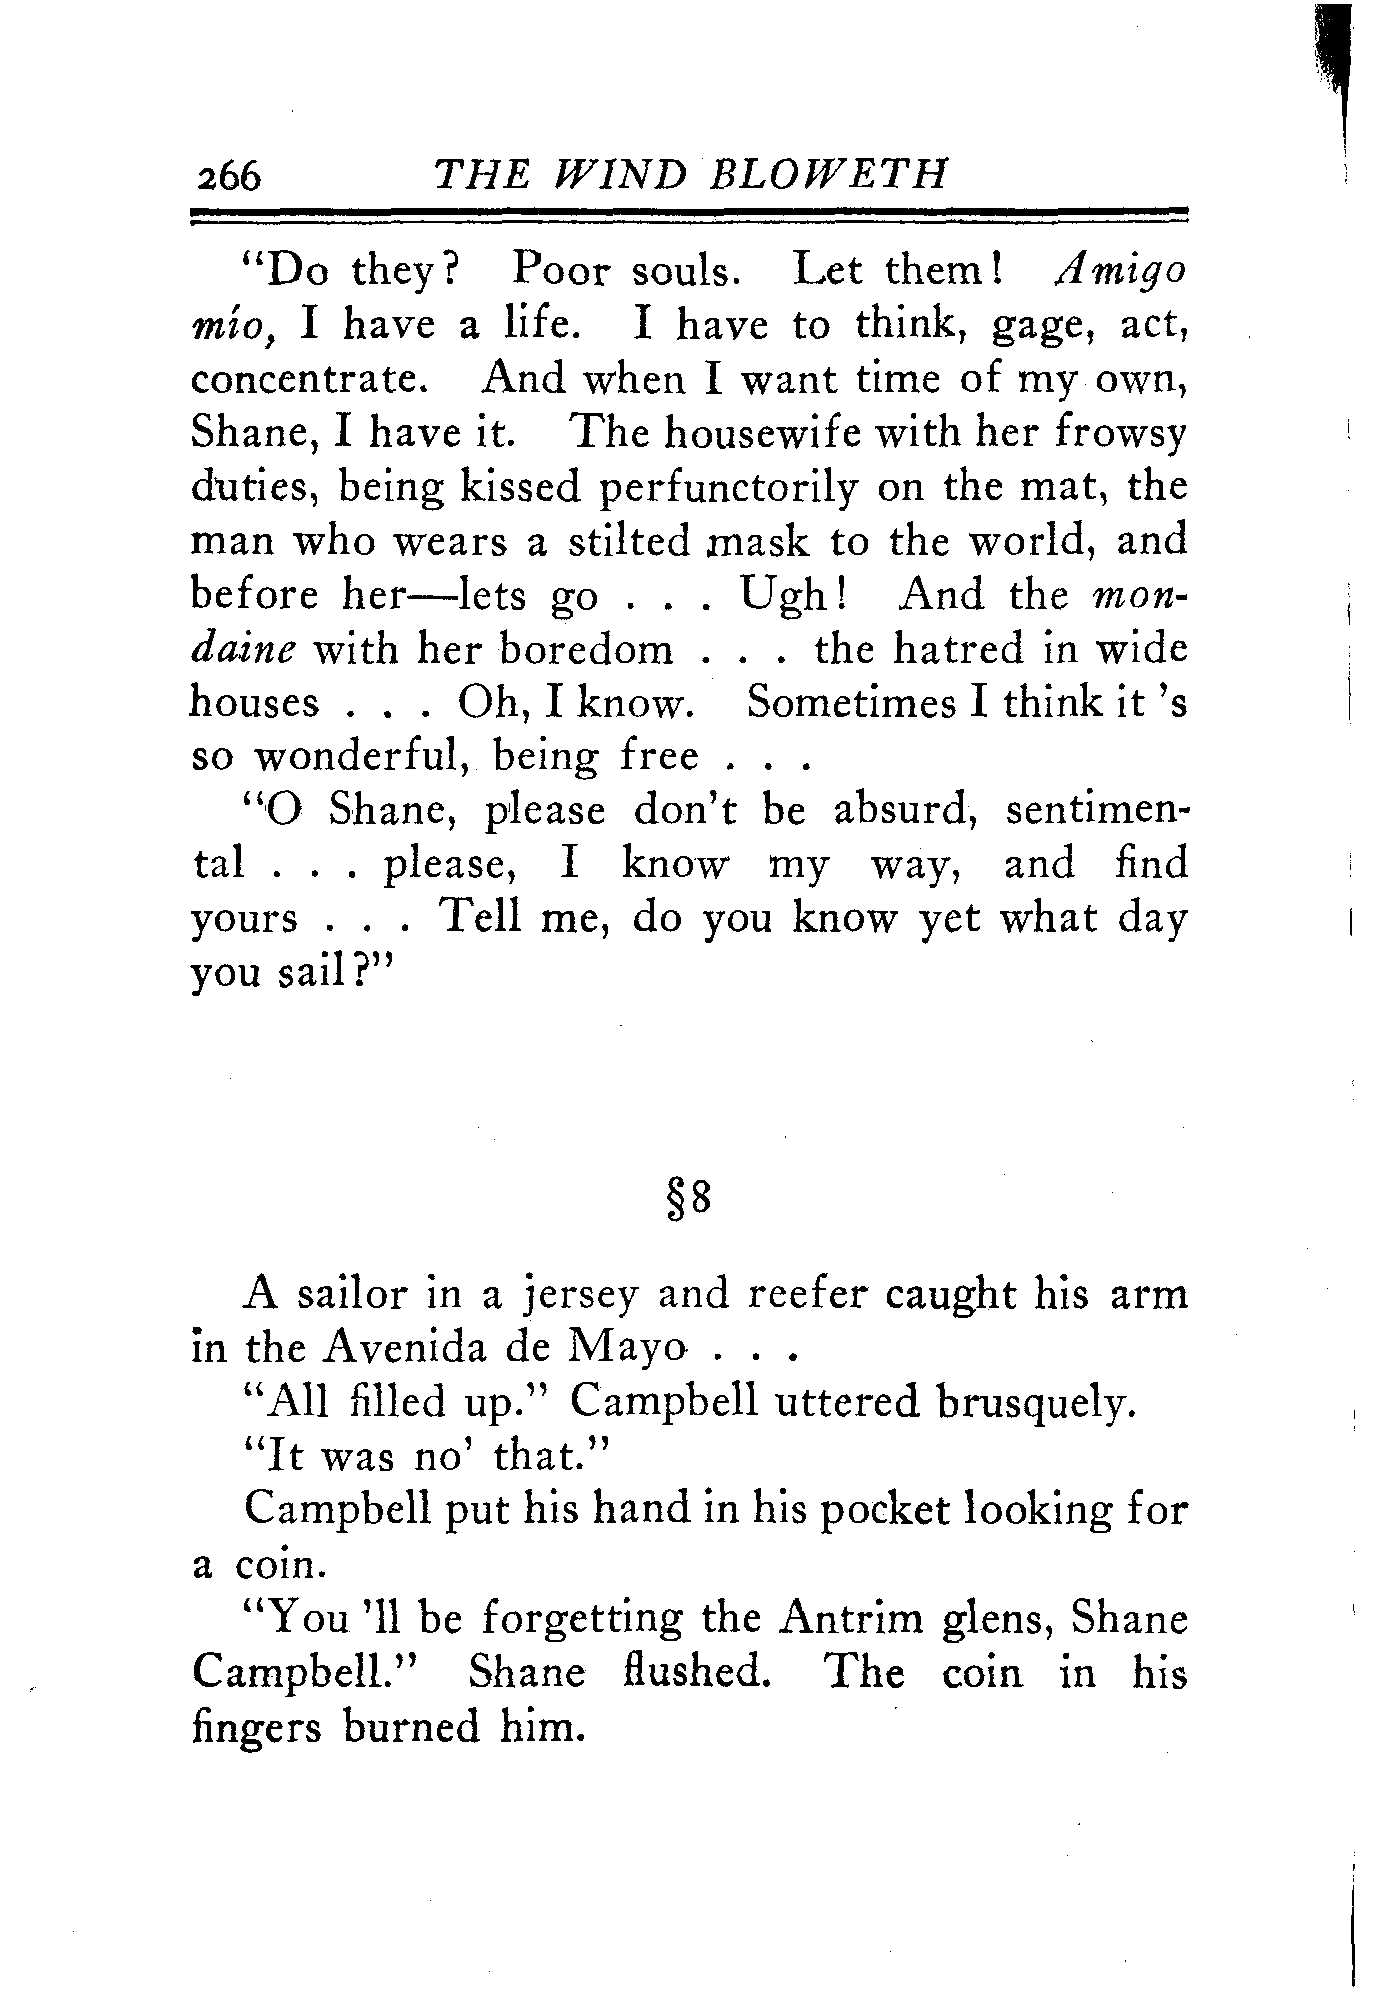 266 THE WIND BLOWETH
"Do they? Poor souls. Let them! Amigo
mío, I have a life. I have to think, gage, act,
concentrate. And when I want time of my own,
Shane, I have it. The housewife with her frowsy
duties, being kissed perfunctorily on the mat, the
man who wears a stilted mask to the world, and
before her—lets go . . . Ugh! And the mon-
daine with her boredom . . . the hatred in wide
houses . . . Oh, I know. Sometimes I think it 's
so wonderful, being free . . .
"O Shane, please don't be absurd, sentimen-
tal . . . please, I know my way, and find
yours . . . Tell me, do you know yet what day
you sail?"
§8
A sailor in a jersey and reefer caught his arm
in the Avenida de Mayo . . .
"All filled up." Campbell uttered brusquely.
"It was no' that."
Campbell put his hand in his pocket looking for
a coin.
"You 'll be forgetting the Antrim glens, Shane
Campbell." Shane flushed. The coin in his
fingers burned him.